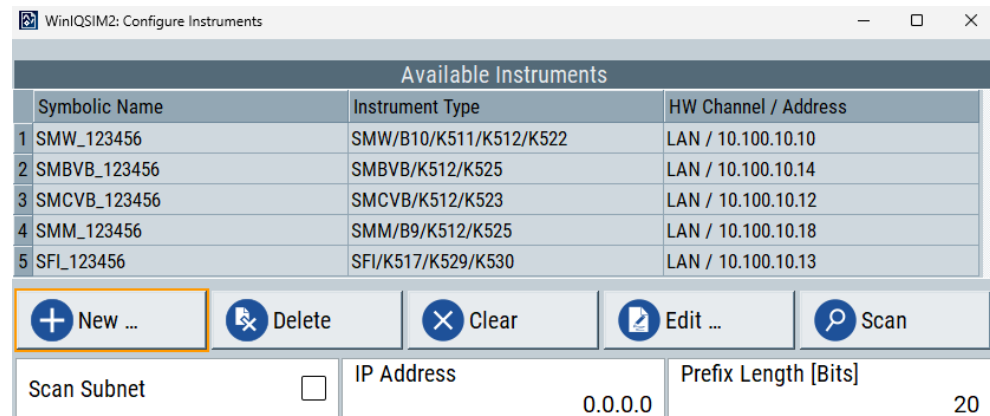 WinIQSIM2: Configure Instruments
Available Instruments
Symbolic Name Instrument Type HW Channel / Address
1 SMW_123456 SMW/B10/K511/K512/K522 LAN / 10.100.10.10
2 SMBVB_123456 SMBVB/K512/K525 LAN / 10.100.10.14
3 SMCVB_123456 SMCVB/K512/K523 LAN / 10.100.10.12
4 SMM_123456 SMM/B9/K512/K525 LAN / 10.100.10.18
5 SFI_123456 SFI/K517/K529/K530 LAN / 10.100.10.13
New ... Delete Clear Edit ... Scan
Scan Subnet IP Address Prefix Length [Bits]
0.0.0.0 20